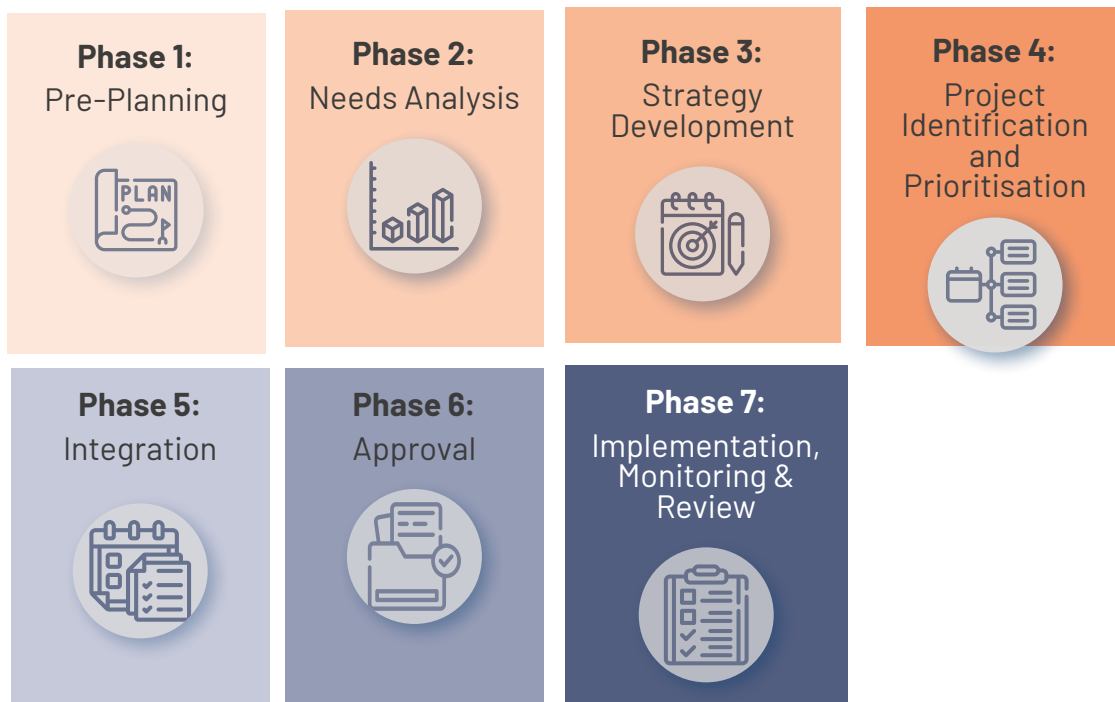 Phase 1:
Pre-Planning
PLAN
Phase 2:
Needs Analysis
Phase 3:
Strategy
Development
Phase 4:
Project
Identification
and
Prioritisation
Phase 5:
Integration
Phase 6:
Approval
Phase 7:
Implementation,
Monitoring &
Review